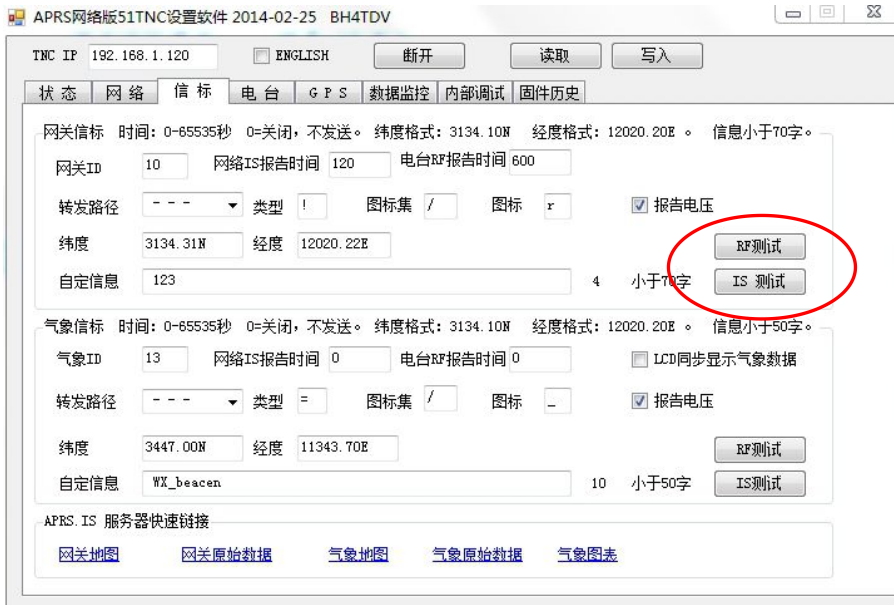 APRS网络版51TNC设置软件 2014-02-25 BH4TDV
TNC IP 192.168.1.120 ENGLISH 断开 读取 写入
状态 网络 信标 电台 GPS 数据监控 内部调试 固件历史
网关信标 时间: 0-65535秒 0=关闭,不发送。 纬度格式: 3134.10N 经度格式: 12020.20E 。 信息小于70字。
网关ID 10 网络IS报告时间 120 电台RF报告时间 600
转发路径 - - - 类型 ! 图标集 / 图标 r 报告电压
纬度 3134.31N 经度 12020.22E RF测试
自定信息 123 4 小于70字 IS 测试
气象信标 时间: 0-65535秒 0=关闭,不发送。 纬度格式: 3134.10N 经度格式: 12020.20E 。 信息小于50字。
气象ID 13 网络IS报告时间 0 电台RF报告时间 0 LCD同步显示气象数据
转发路径 - - - 类型 = 图标集 / 图标 _ 报告电压
纬度 3447.00N 经度 11343.70E RF测试
自定信息 WX_beacen 10 小于50字 IS测试
APRS.IS 服务器快速链接
网关地图 网关原始数据 气象地图 气象原始数据 气象图表